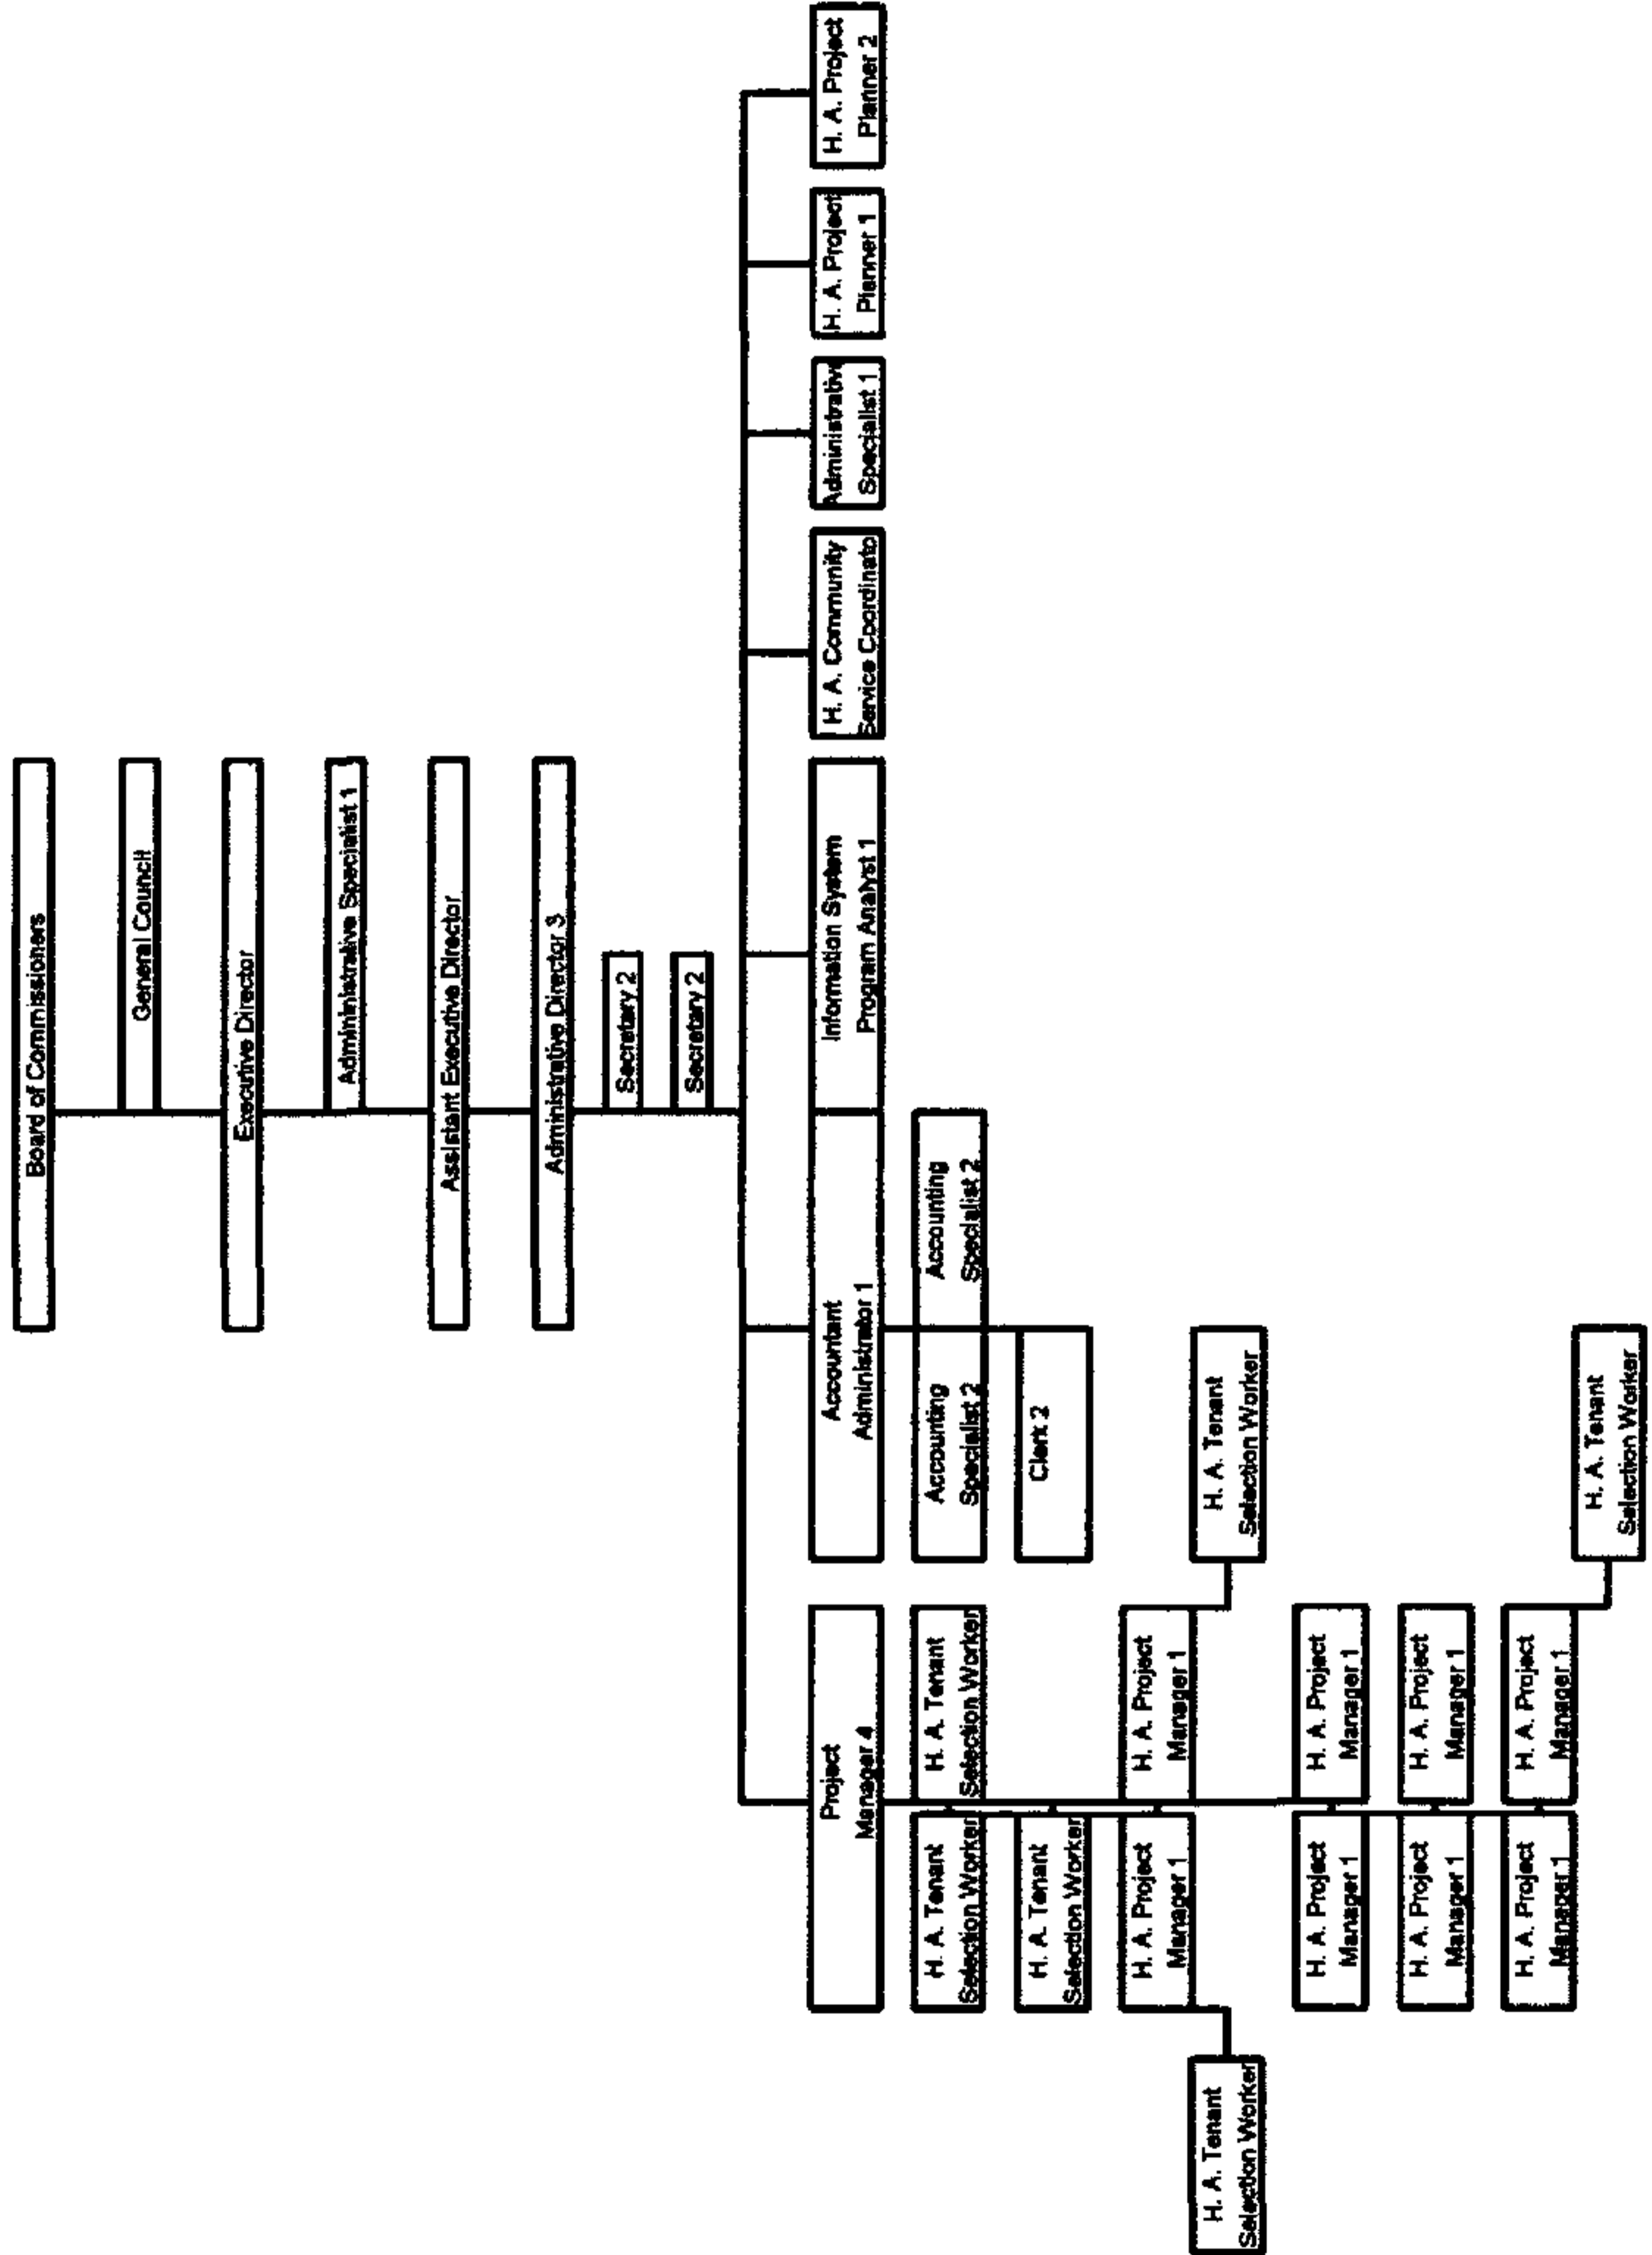 Board of Commissioners
General Council
Executive Director
Administrative Specialist 1
Assistant Executive Director
Administrative Director 3
Secretary 2
Secretary 2
Project
Manager 4
Accountant
Administrator 1
Information System
Program Analyst 1
H. A. Community
Service Coordinato
Administrative
Specialist 1
H. A. Project
Planner 1
H. A. Project
Planner 2
H. A. Tenant
Selection Worker
H. A. Tenant
Selection Worker
Accounting
Specialist 2
Accounting
Specialist 2
H. A. Tenant
Selection Worker
Clerk 2
H. A. Project
Manager 1
H. A. Project
Manager 1
H. A. Tenant
Selection Worker
H. A. Tenant
Selection Worker
H. A. Project
Manager 1
H. A. Project
Manager 1
H. A. Project
Manager 1
H. A. Project
Manager 1
H. A. Project
Manager 1
H. A. Project
Manager 1
H. A. Tenant
Selection Worker